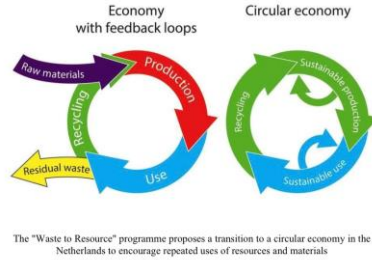 Economy
with feedback loops
Circular economy
Raw materials
Production
Recycling
Use
Residual waste
Sustainable production
Recycling
Sustainable use
The "Waste to Resource" programme proposes a transition to a circular economy in the
Netherlands to encourage repeated uses of resources and materials